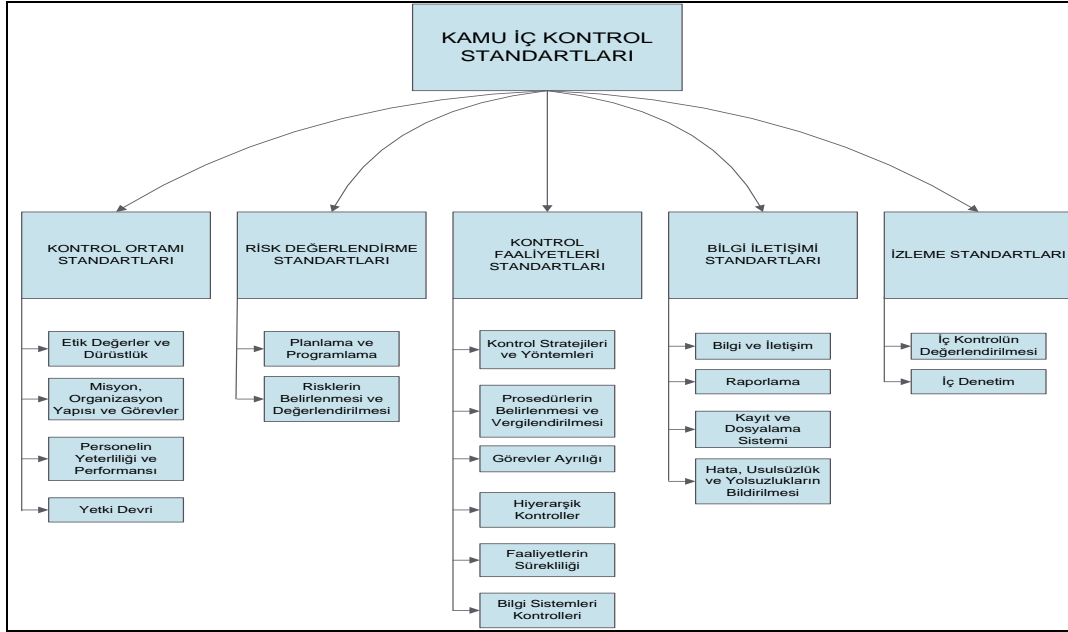 KAMU İÇ KONTROL
STANDARTLARI
KONTROL ORTAMI
STANDARTLARI
Etik Değerler ve
Dürüstlük
Misyon,
Organizasyon
Yapısı ve Görevler
Personelin
Yeterliliği ve
Performansı
Yetki Devri
RİSK DEĞERLENDİRME
STANDARTLARI
Planlama ve
Programlama
Risklerin
Belirlenmesi ve
Değerlendirilmesi
KONTROL
FAALİYETLERİ
STANDARTLARI
Kontrol Stratejileri
ve Yöntemleri
Prosedürlerin
Belirlenmesi ve
Vergilendirilmesi
Görevler Ayrılığı
Hiyerarşik
Kontroller
Faaliyetlerin
Sürekliliği
Bilgi Sistemleri
Kontrolleri
BİLGİ İLETİŞİMİ
STANDARTLARI
Bilgi ve İletişim
Raporlama
Kayıt ve
Dosyalama
Sistemi
Hata, Usulsüzlük
ve Yolsuzlukların
Bildirilmesi
İZLEME STANDARTLARI
İç Kontrolün
Değerlendirilmesi
İç Denetim